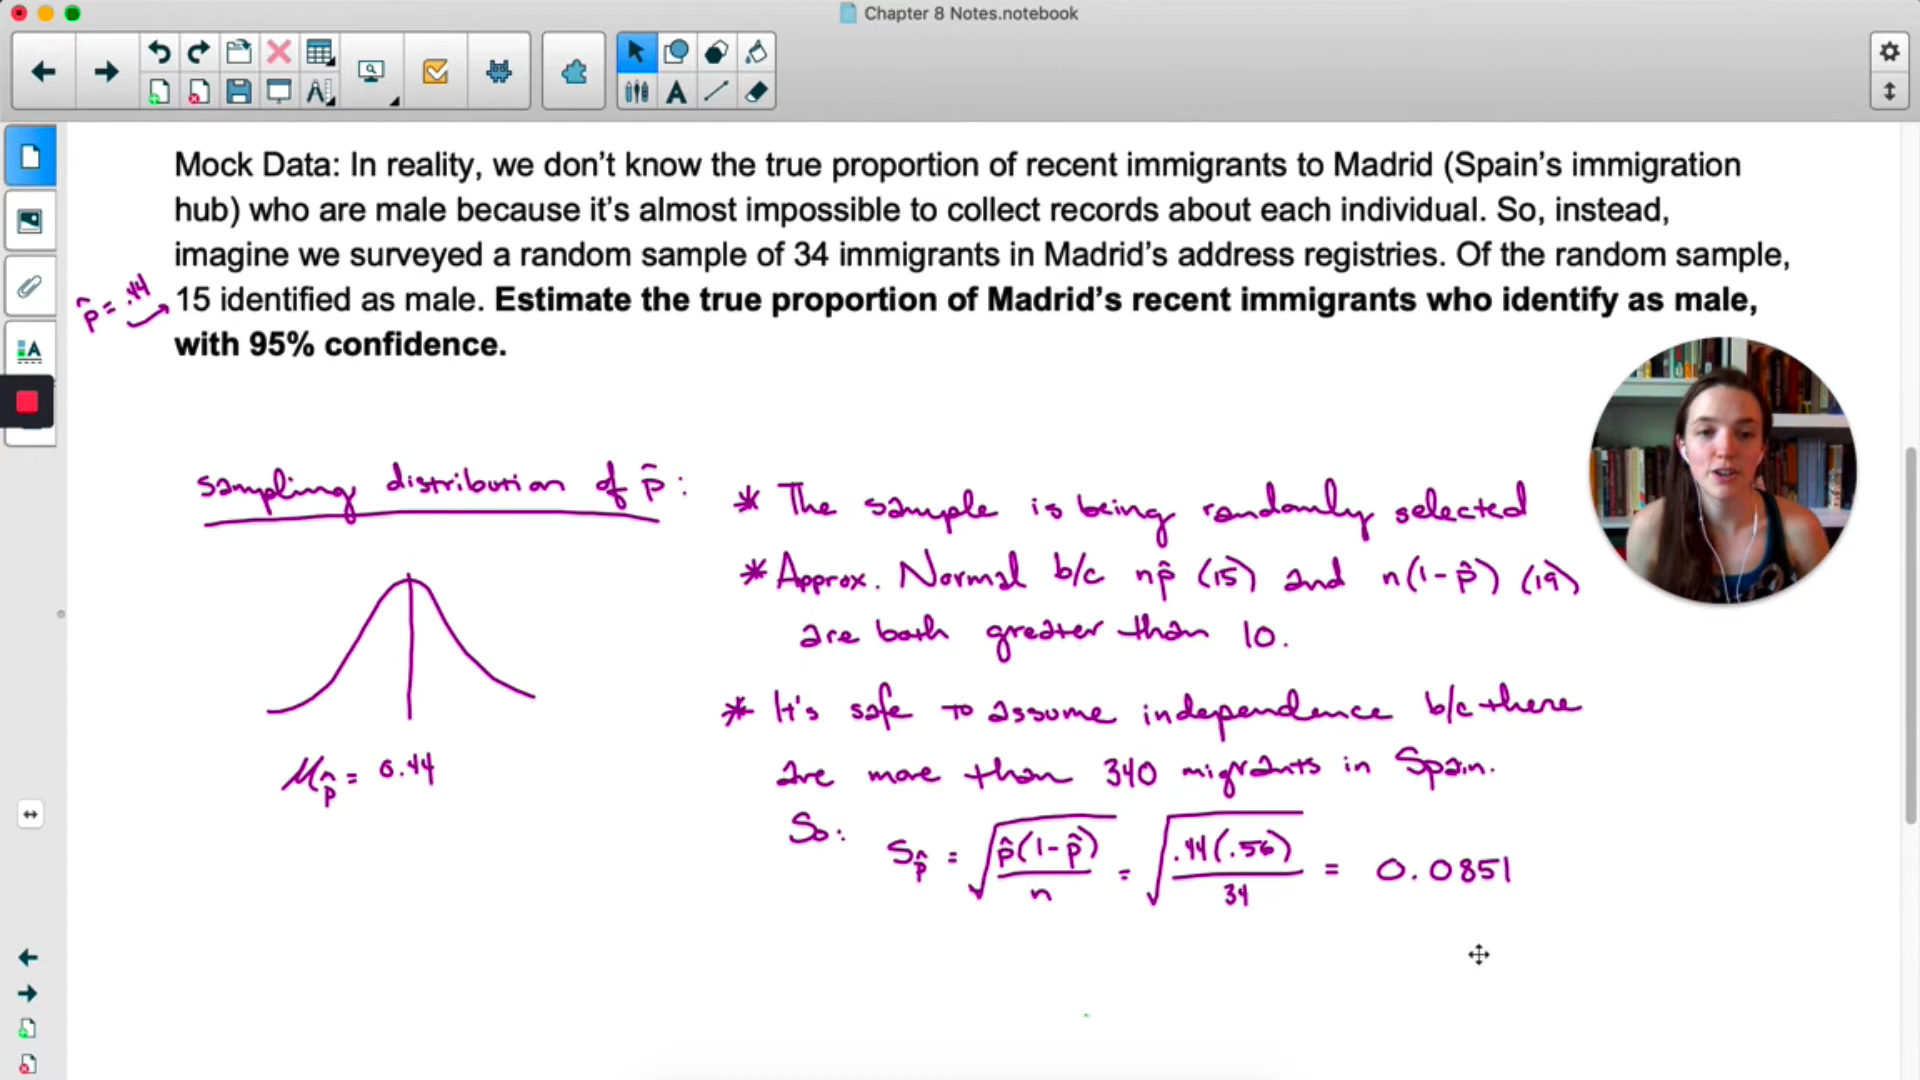 Chapter 8 Notes.notebook
Mock Data: In reality, we don’t know the true proportion of recent immigrants to Madrid (Spain’s immigration
hub) who are male because it’s almost impossible to collect records about each individual. So, instead,
imagine we surveyed a random sample of 34 immigrants in Madrid’s address registries. Of the random sample,
15 identified as male. Estimate the true proportion of Madrid’s recent immigrants who identify as male,
with 95% confidence.
p̂ = .44
sampling distribution of p̂ :
μp̂ = 0.44
* The sample is being randomly selected
* Approx. Normal b/c np̂ (15) and n(1-p̂) (19)
are both greater than 10.
* It's safe to assume independence b/c there
are more than 340 migrants in Spain.
So: Sp̂ = √(p̂(1-p̂)/n) = √(.44(.56)/34) = 0.0851